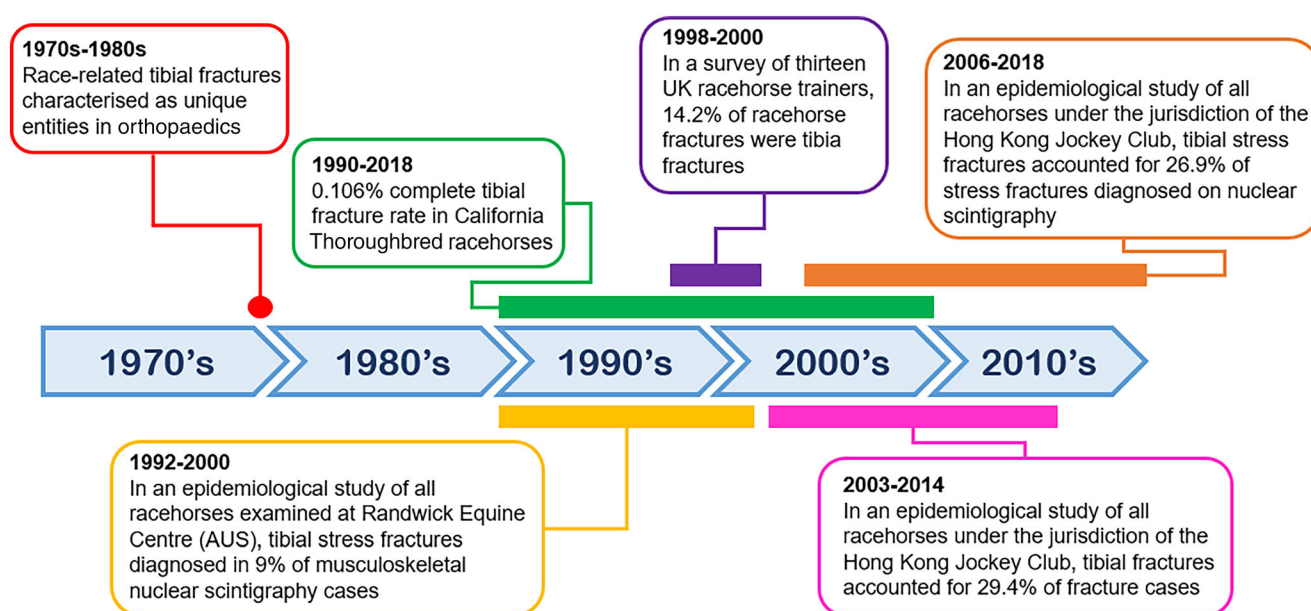 1970s-1980s
Race-related tibial fractures
characterised as unique
entities in orthopaedics
1990-2018
0.106% complete tibial
fracture rate in California
Thoroughbred racehorses
1998-2000
In a survey of thirteen
UK racehorse trainers,
14.2% of racehorse
fractures were tibia
fractures
2006-2018
In an epidemiological study of all
racehorses under the jurisdiction of the
Hong Kong Jockey Club, tibial stress
fractures accounted for 26.9% of
stress fractures diagnosed on nuclear
scintigraphy
1970's
1980's
1990's
2000's
2010's
1992-2000
In an epidemiological study of all
racehorses examined at Randwick Equine
Centre (AUS), tibial stress fractures
diagnosed in 9% of musculoskeletal
nuclear scintigraphy cases
2003-2014
In an epidemiological study of all
racehorses under the jurisdiction of the
Hong Kong Jockey Club, tibial fractures
accounted for 29.4% of fracture cases